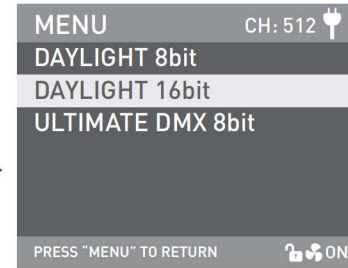 MENU CH: 512
DAYLIGHT 8bit
DAYLIGHT 16bit
ULTIMATE DMX 8bit
PRESS "MENU" TO RETURN ON